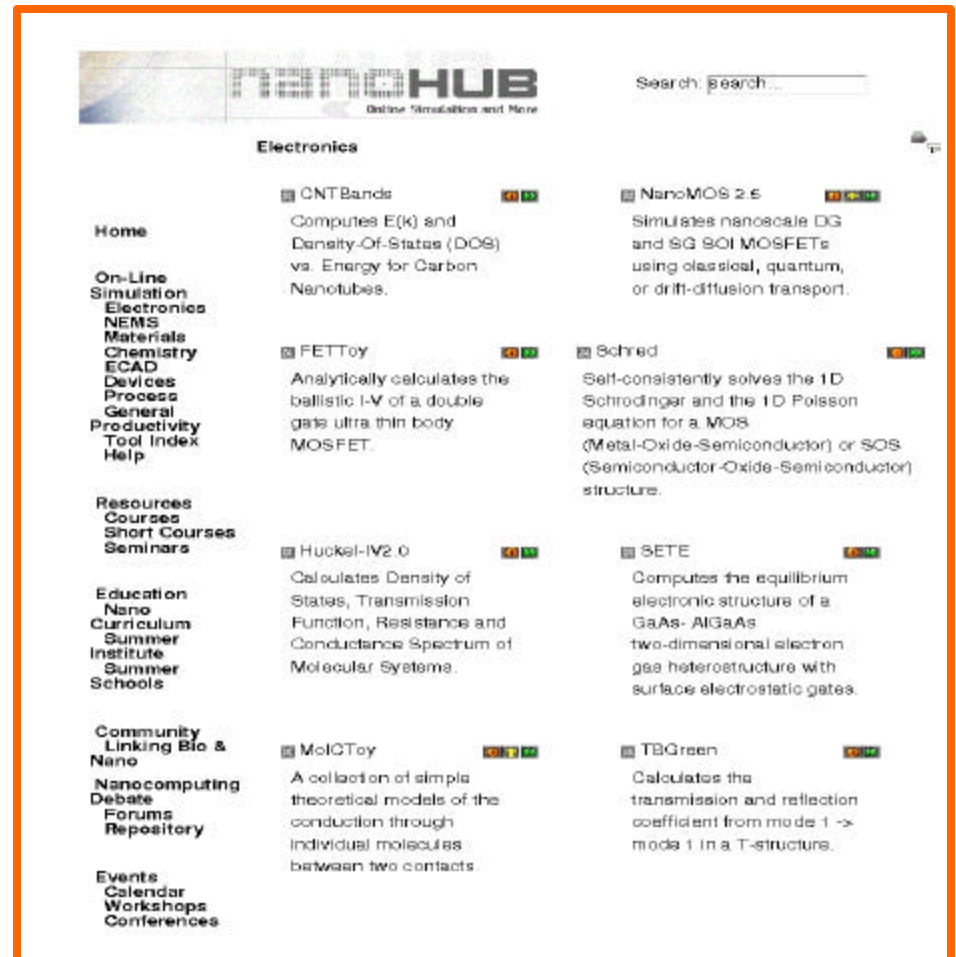 nanoHUB
Online Simulation and More
Search: search...
Electronics
Home
On-Line
Simulation
Electronics
NEMS
Materials
Chemistry
ECAD
Devices
Process
General
Productivity
Tool Index
Help
Resources
Courses
Short Courses
Seminars
Education
Nano
Curriculum
Summer
Institute
Summer
Schools
Community
Linking Bio &
Nano
Nanocomputing
Debate
Forums
Repository
Events
Calendar
Workshops
Conferences
CNTBands
Computes E(k) and
Density-Of-States (DOS)
vs. Energy for Carbon
Nanotubes.
NanoMOS 2.5
Simulates nanoscale DG
and SG SOI MOSFETs
using classical, quantum,
or drift-diffusion transport.
FETToy
Analytically calculates the
ballistic I-V of a double
gate ultra thin body
MOSFET.
Schred
Self-consistently solves the 1D
Schrodinger and the 1D Poisson
equation for a MOS
(Metal-Oxide-Semiconductor) or SOS
(Semiconductor-Oxide-Semiconductor)
structure.
Huckel-IV2.0
Calculates Density of
States, Transmission
Function, Resistance and
Conductance Spectrum of
Molecular Systems.
SETE
Computes the equilibrium
electronic structure of a
GaAs- AlGaAs
two-dimensional electron
gas heterostructure with
surface electrostatic gates.
MolCToy
A collection of simple
theoretical models of the
conduction through
individual molecules
between two contacts.
TBGreen
Calculates the
transmission and reflection
coefficient from mode 1 ->
mode 1 in a T-structure.